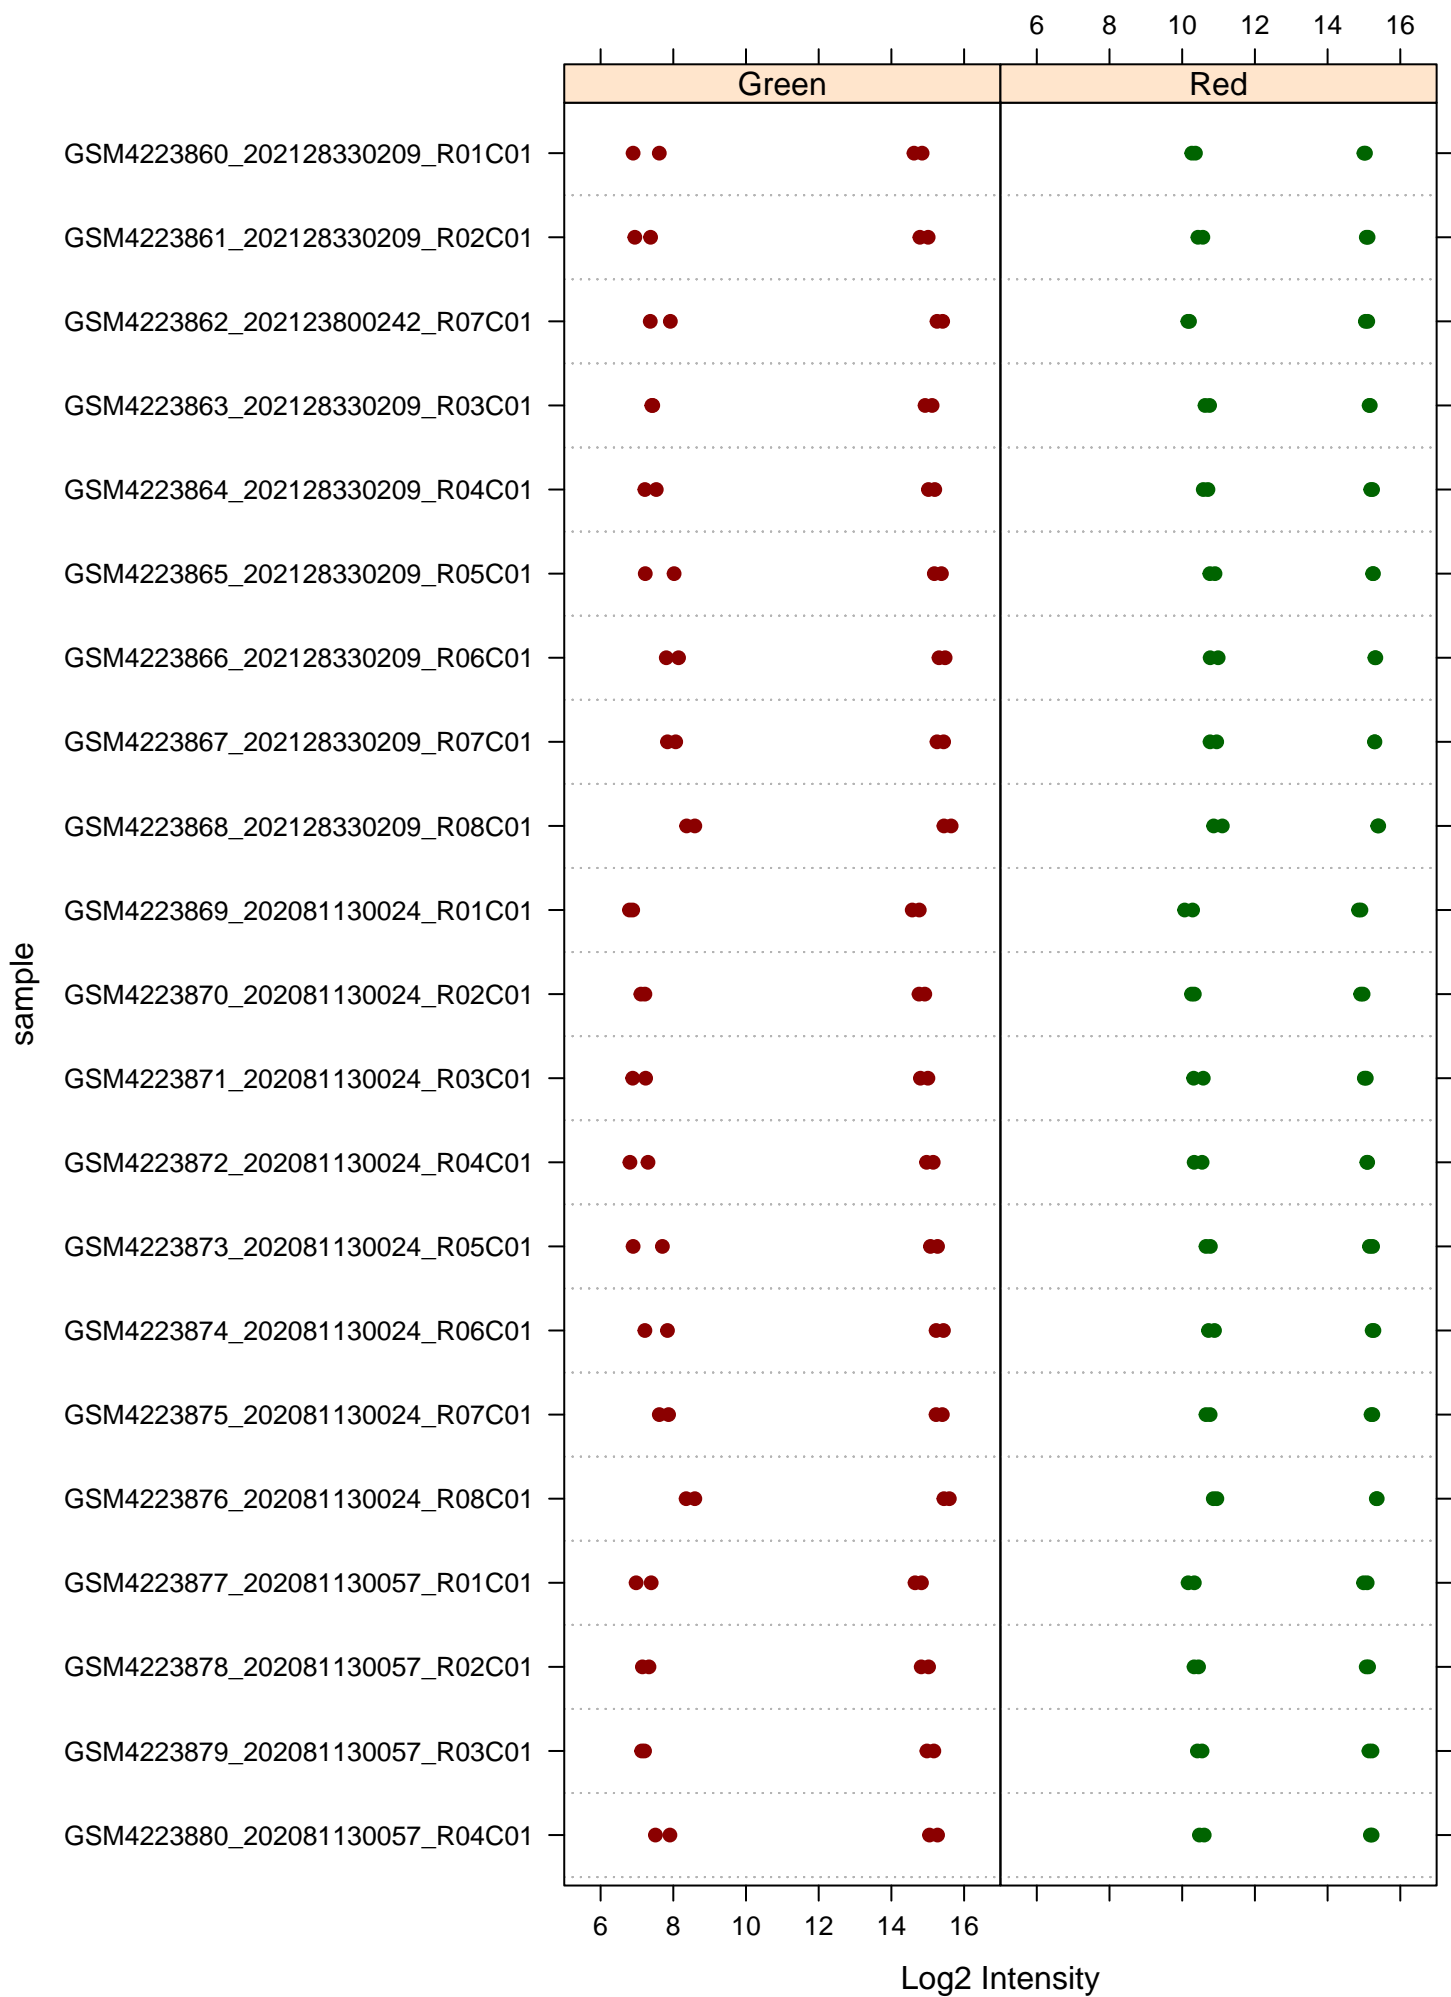 6 8 10 12 14 16
Green Red
GSM4223860_202128330209_R01C01
GSM4223861_202128330209_R02C01
GSM4223862_202123800242_R07C01
GSM4223863_202128330209_R03C01
GSM4223864_202128330209_R04C01
GSM4223865_202128330209_R05C01
GSM4223866_202128330209_R06C01
GSM4223867_202128330209_R07C01
GSM4223868_202128330209_R08C01
GSM4223869_202081130024_R01C01
GSM4223870_202081130024_R02C01
GSM4223871_202081130024_R03C01
GSM4223872_202081130024_R04C01
GSM4223873_202081130024_R05C01
GSM4223874_202081130024_R06C01
GSM4223875_202081130024_R07C01
GSM4223876_202081130024_R08C01
GSM4223877_202081130057_R01C01
GSM4223878_202081130057_R02C01
GSM4223879_202081130057_R03C01
GSM4223880_202081130057_R04C01
sample
6 8 10 12 14 16
Log2 Intensity